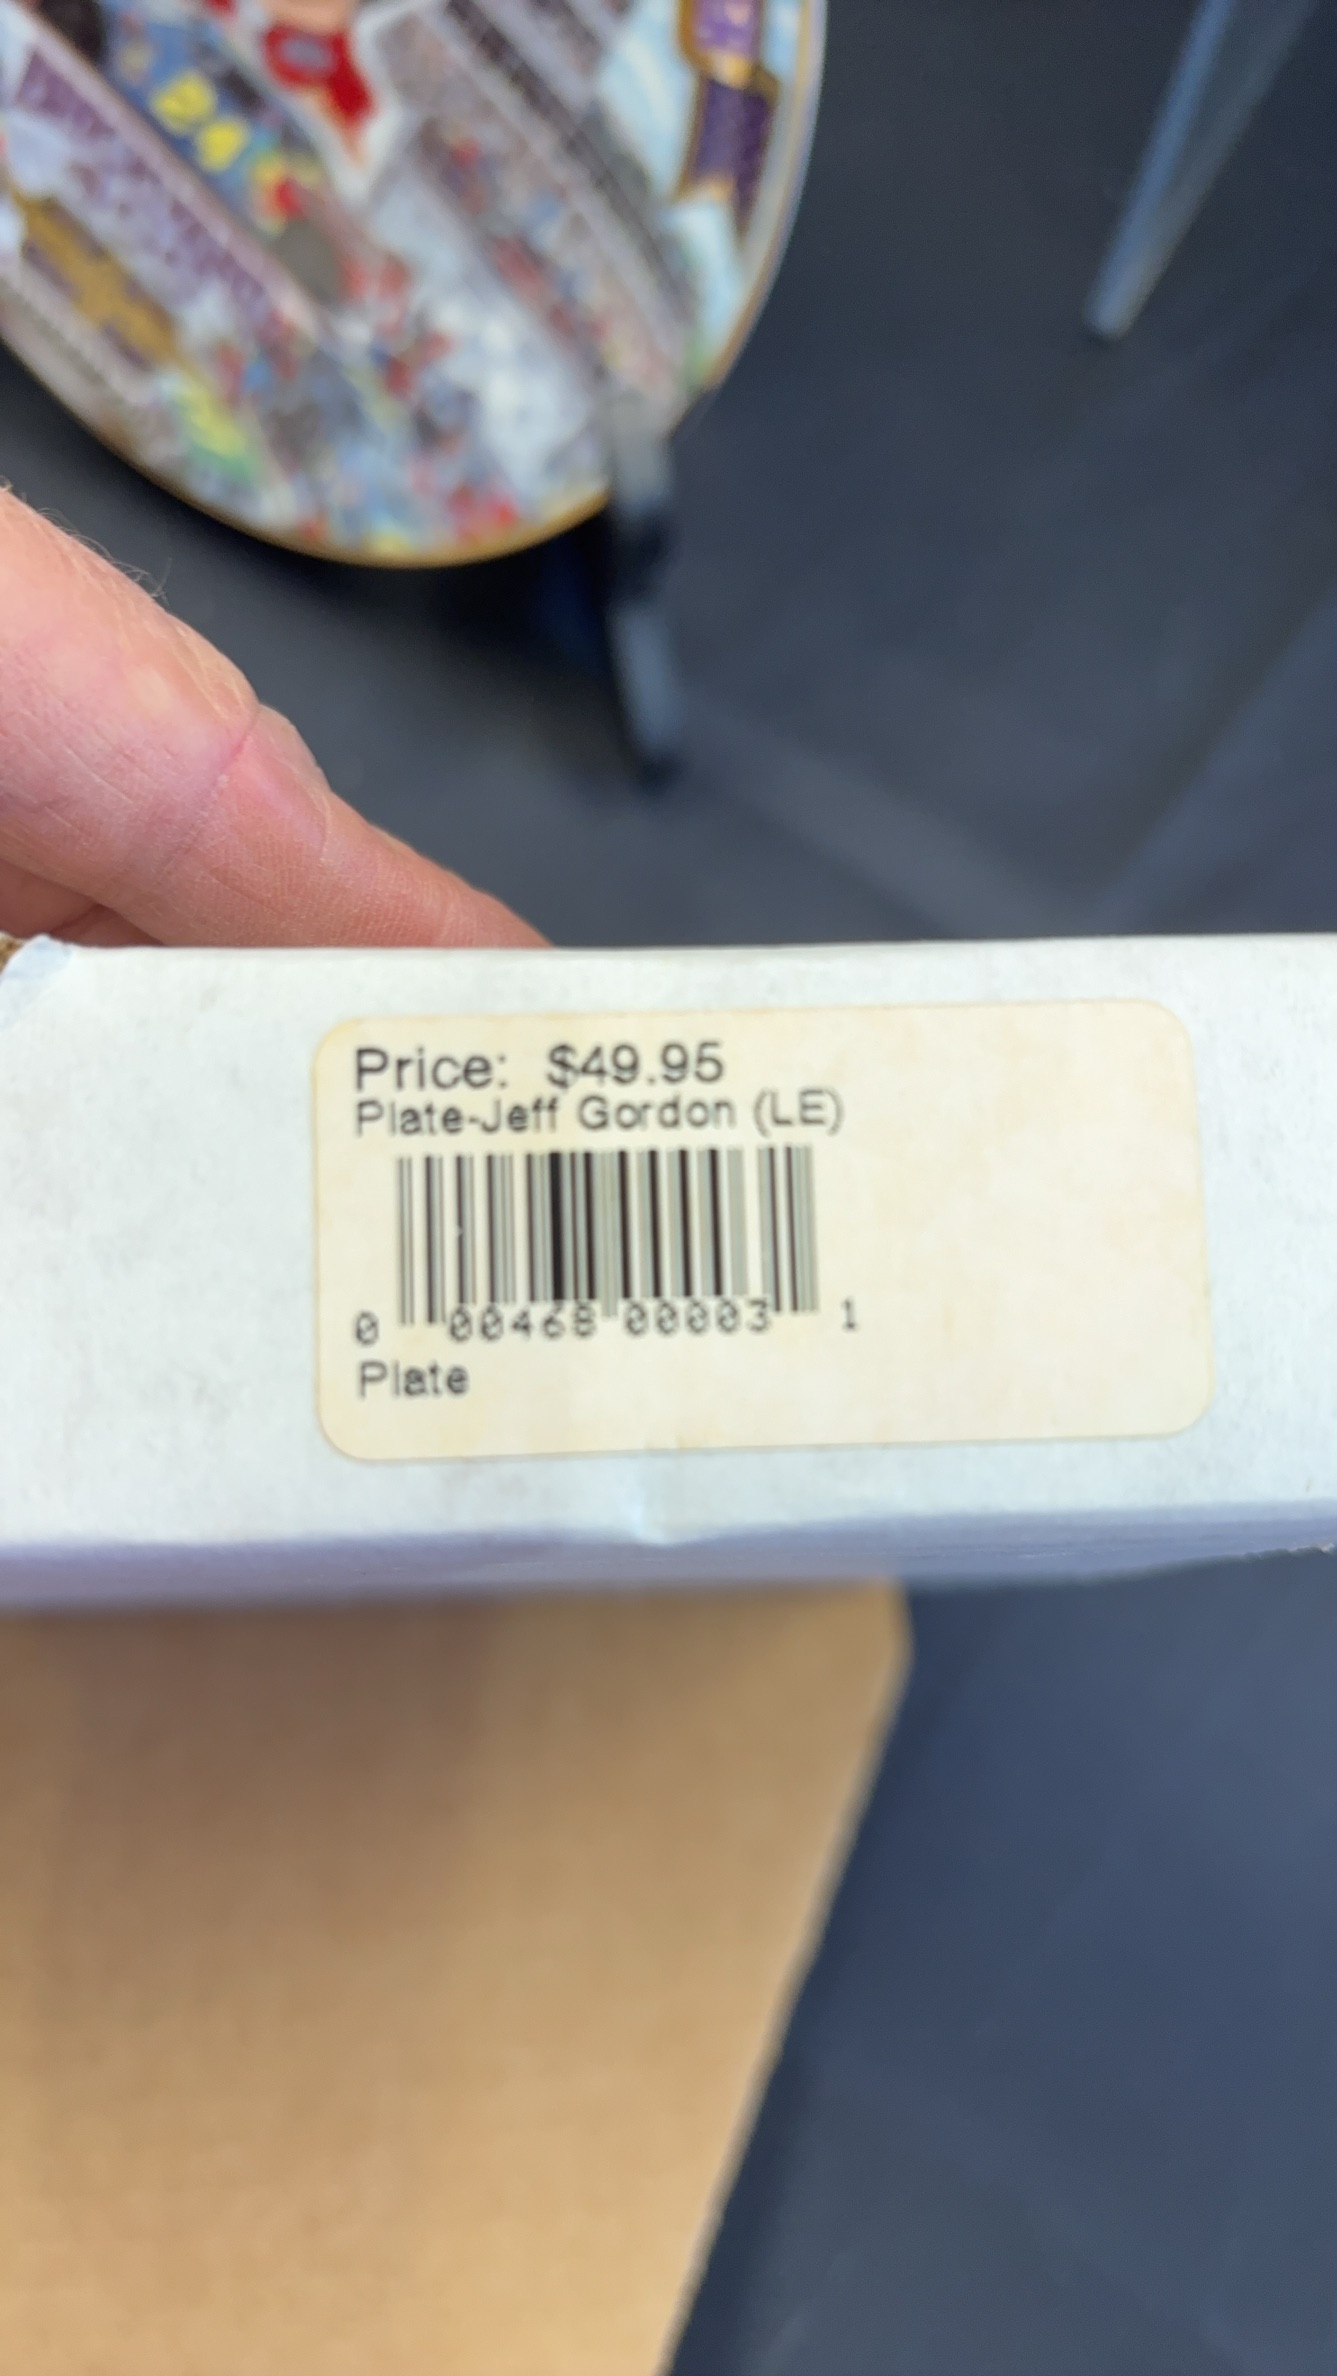 Price: $49.95
Plate-Jeff Gordon (LE)
0 00468 00003 1
Plate